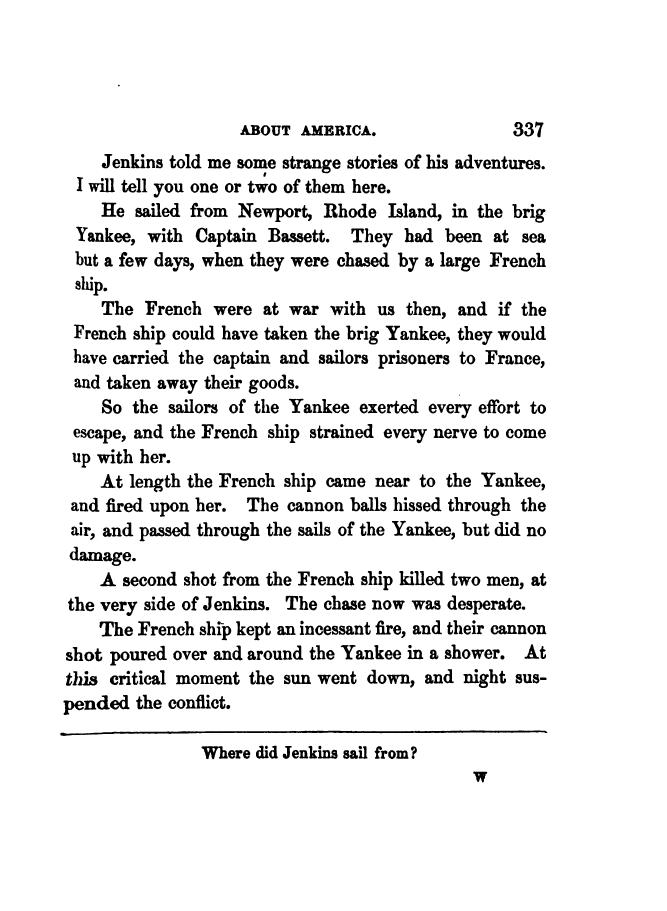 ABOUT AMERICA. 337
Jenkins told me some strange stories of his adventures.
I will tell you one or two of them here.
He sailed from Newport, Rhode Island, in the brig
Yankee, with Captain Bassett. They had been at sea
but a few days, when they were chased by a large French
ship.
The French were at war with us then, and if the
French ship could have taken the brig Yankee, they would
have carried the captain and sailors prisoners to France,
and taken away their goods.
So the sailors of the Yankee exerted every effort to
escape, and the French ship strained every nerve to come
up with her.
At length the French ship came near to the Yankee,
and fired upon her. The cannon balls hissed through the
air, and passed through the sails of the Yankee, but did no
damage.
A second shot from the French ship killed two men, at
the very side of Jenkins. The chase now was desperate.
The French ship kept an incessant fire, and their cannon
shot poured over and around the Yankee in a shower. At
this critical moment the sun went down, and night sus-
pended the conflict.
Where did Jenkins sail from?
W